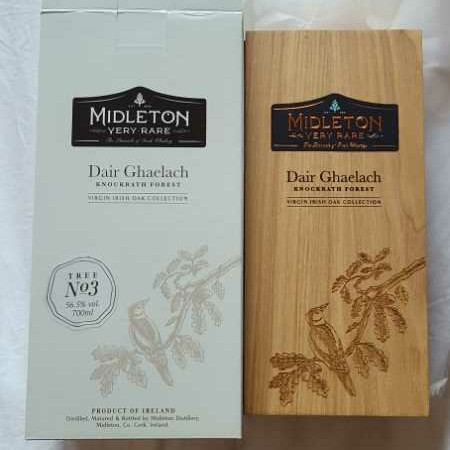 MIDLETON
VERY RARE
The Pinnacle of Irish Whiskey
Dair Ghaelach
KNOCKRATH FOREST
VIRGIN IRISH OAK COLLECTION
TREE
No3
56.5% vol.
700ml
PRODUCT OF IRELAND
Distilled, Matured & Bottled by Midleton Distillery,
Midleton, Co. Cork, Ireland.
MIDLETON
VERY RARE
The Pinnacle of Irish Whiskey
Dair Ghaelach
KNOCKRATH FOREST
VIRGIN IRISH OAK COLLECTION